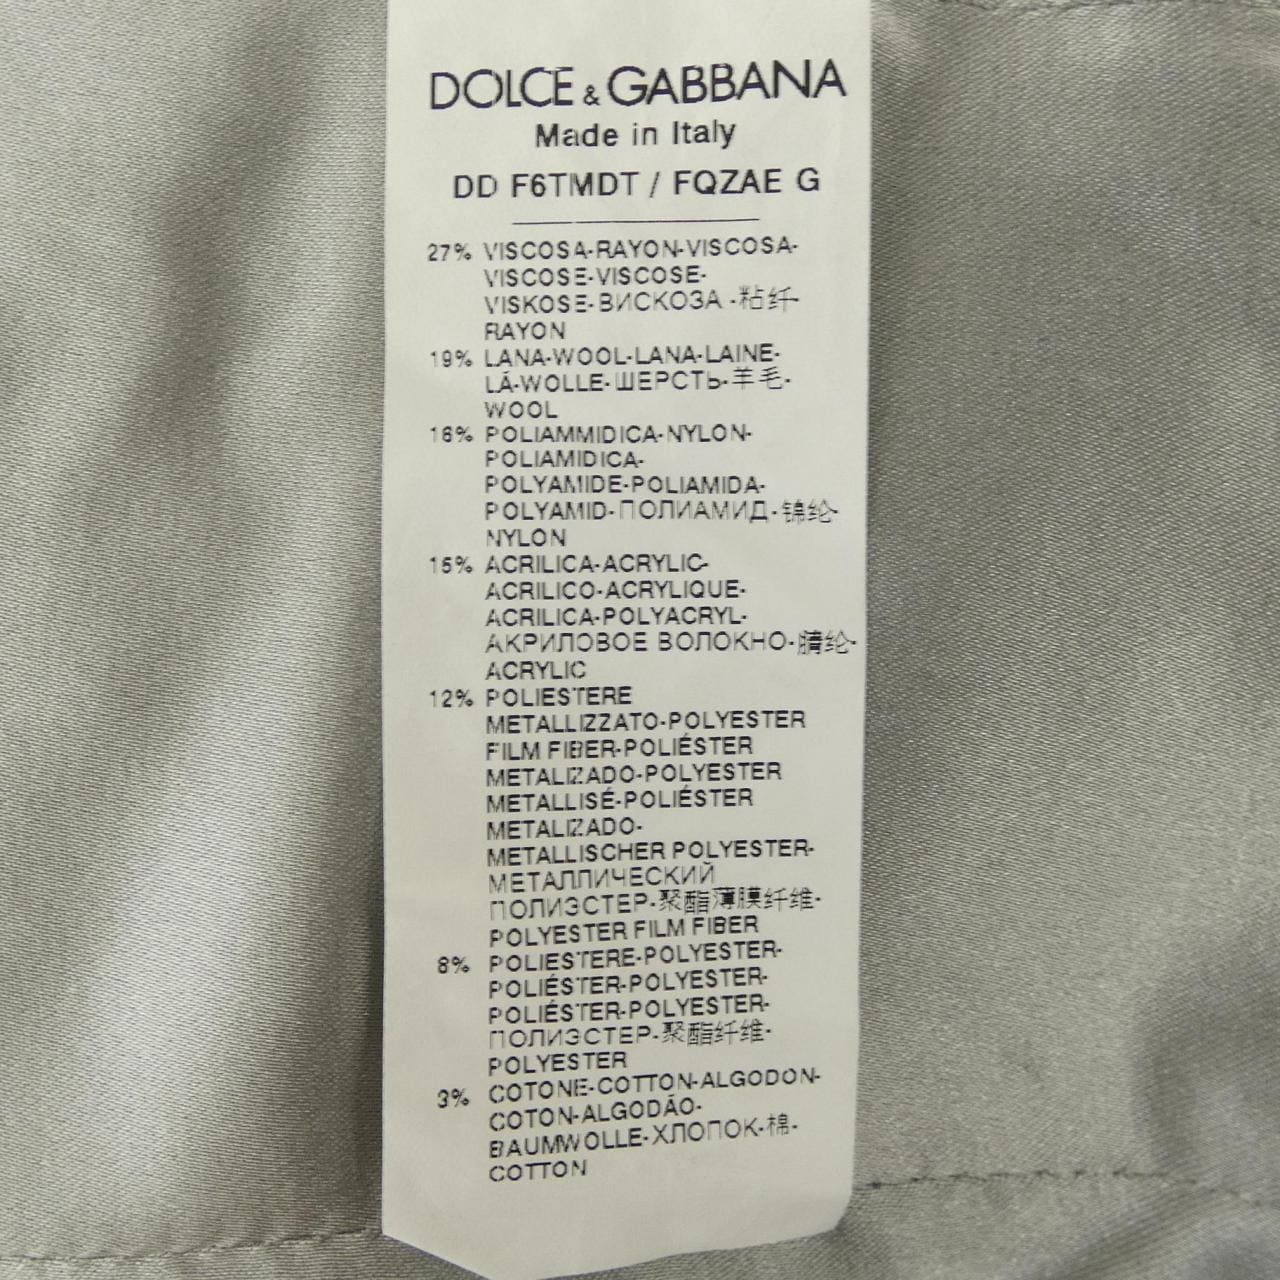 DOLCE & GABBANA
Made in Italy
DD F6TMDT / FQZAE G
27% VISCOSA-RAYON-VISCOSA-
VISCOSE-VISCOSE-
VISKOSE-ВИСКОЗА-粘纤-
RAYON
19% LANA-WOOL-LANA-LAINE-
LÃ-WOLLE-ШЕРСТЬ-羊毛-
WOOL
16% POLIAMMIDICA-NYLON-
POLIAMIDICA-
POLYAMIDE-POLIAMIDA-
POLYAMID-ПОЛИАМИД-锦纶-
NYLON
15% ACRILICA-ACRYLIC-
ACRILICO-ACRYLIQUE-
ACRILICA-POLYACRYL-
АКРИЛОВОЕ ВОЛОКНО-腈纶-
ACRYLIC
12% POLIESTERE
METALLIZZATO-POLYESTER
FILM FIBER-POLIÉSTER
METALIZADO-POLYESTER
METALLISÉ-POLIÉSTER
METALIZADO-
METALLISCHER POLYESTER-
МЕТАЛЛИЧЕСКИЙ
ПОЛИЭСТЕР-聚酯薄膜纤维-
POLYESTER FILM FIBER
8% POLIESTERE-POLYESTER-
POLIÉSTER-POLYESTER-
POLIÉSTER-POLYESTER-
ПОЛИЭСТЕР-聚酯纤维-
POLYESTER
3% COTONE-COTTON-ALGODON-
COTON-ALGODÃO-
BAUMWOLLE-ХЛОПОК-棉-
COTTON